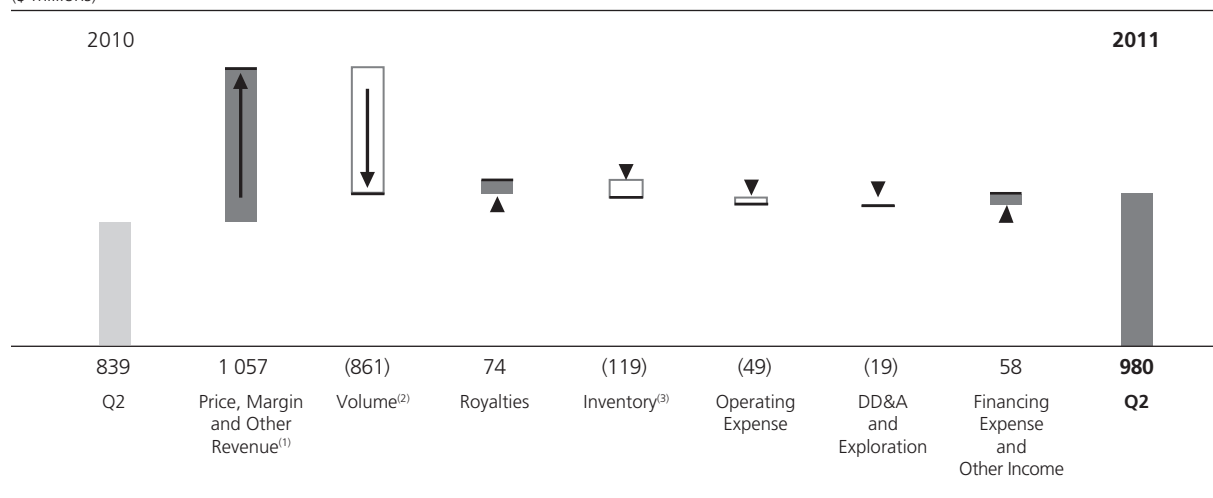 2010 2011
839 1 057 (861) 74 (119) (49) (19) 58 980
Q2 Price, Margin Volume(2) Royalties Inventory(3) Operating DD&A Financing Q2
and Other Expense and Expense
Revenue(1) Exploration and
Other Income